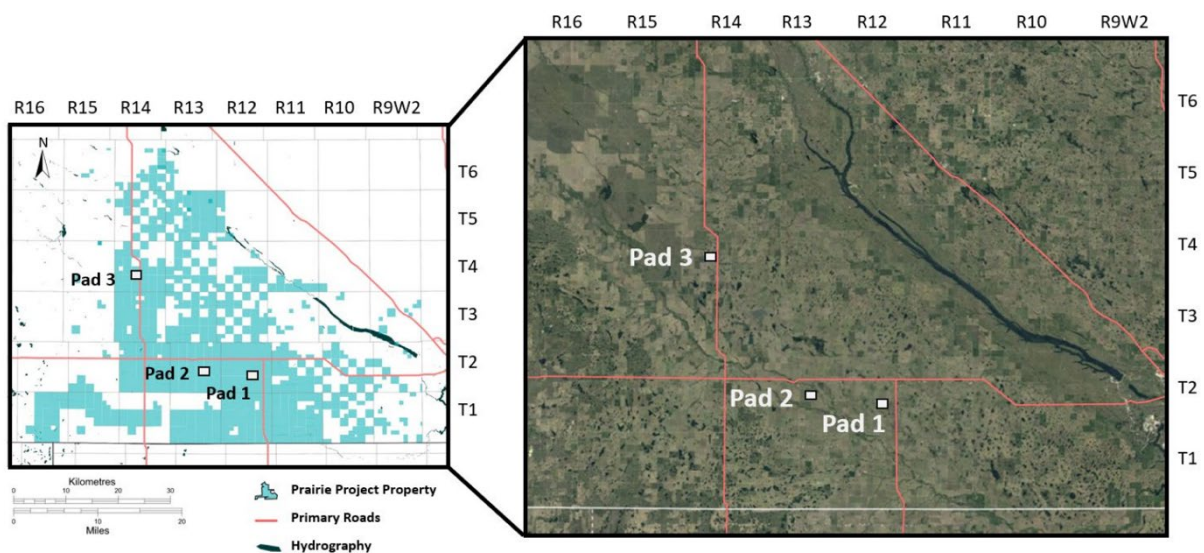 R16 R15 R14 R13 R12 R11 R10 R9W2
N
T6
T5
T4
T3
T2
T1
Pad 3
Pad 2
Pad 1
Kilometres
0 10 20 30
0 10 20
Miles
Prairie Project Property
Primary Roads
Hydrography
R16 R15 R14 R13 R12 R11 R10 R9W2
T6
T5
T4
T3
T2
T1
Pad 3
Pad 2
Pad 1